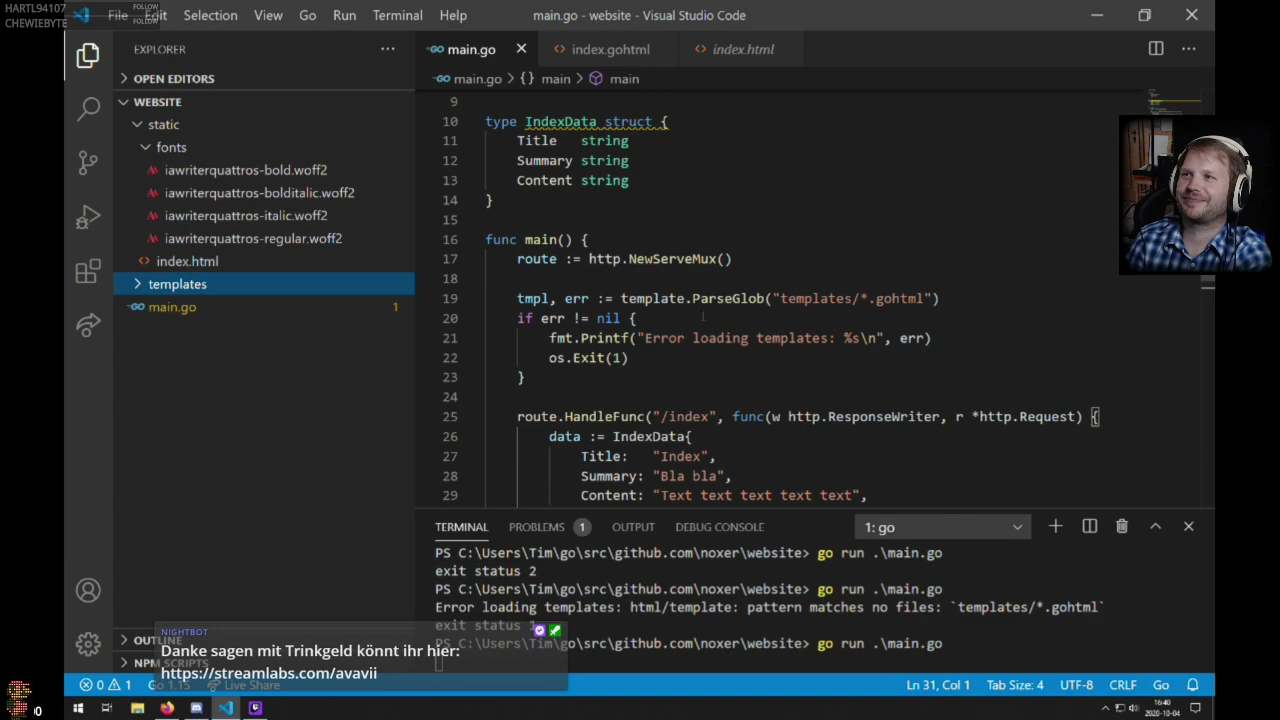 HARTL94107
CHEWIEBYTE
FOLLOW
FOLLOW
File Edit Selection View Go Run Terminal Help
main.go - website - Visual Studio Code
EXPLORER
OPEN EDITORS
WEBSITE
static
fonts
iawriterquattros-bold.woff2
iawriterquattros-bolditalic.woff2
iawriterquattros-italic.woff2
iawriterquattros-regular.woff2
index.html
templates
main.go 1
OUTLINE
NPM SCRIPTS
main.go index.gohtml index.html
main.go > {} main > main
9
10 type IndexData struct {
11 Title string
12 Summary string
13 Content string
14 }
15
16 func main() {
17 route := http.NewServeMux()
18
19 tmpl, err := template.ParseGlob("templates/*.gohtml")
20 if err != nil {
21 fmt.Printf("Error loading templates: %s\n", err)
22 os.Exit(1)
23 }
24
25 route.HandleFunc("/index", func(w http.ResponseWriter, r *http.Request) {
26 data := IndexData{
27 Title: "Index",
28 Summary: "Bla bla",
29 Content: "Text text text text text",
TERMINAL PROBLEMS 1 OUTPUT DEBUG CONSOLE 1: go
PS C:\Users\Tim\go\src\github.com\noxer\website> go run .\main.go
exit status 2
PS C:\Users\Tim\go\src\github.com\noxer\website> go run .\main.go
Error loading templates: html/template: pattern matches no files: `templates/*.gohtml`
exit status 1
PS C:\Users\Tim\go\src\github.com\noxer\website> go run .\main.go
NIGHTBOT
Danke sagen mit Trinkgeld könnt ihr hier:
https://streamlabs.com/avavii
0 1 Go 1.15 Live Share
Ln 31, Col 1 Tab Size: 4 UTF-8 CRLF Go
16:40
2020-10-04